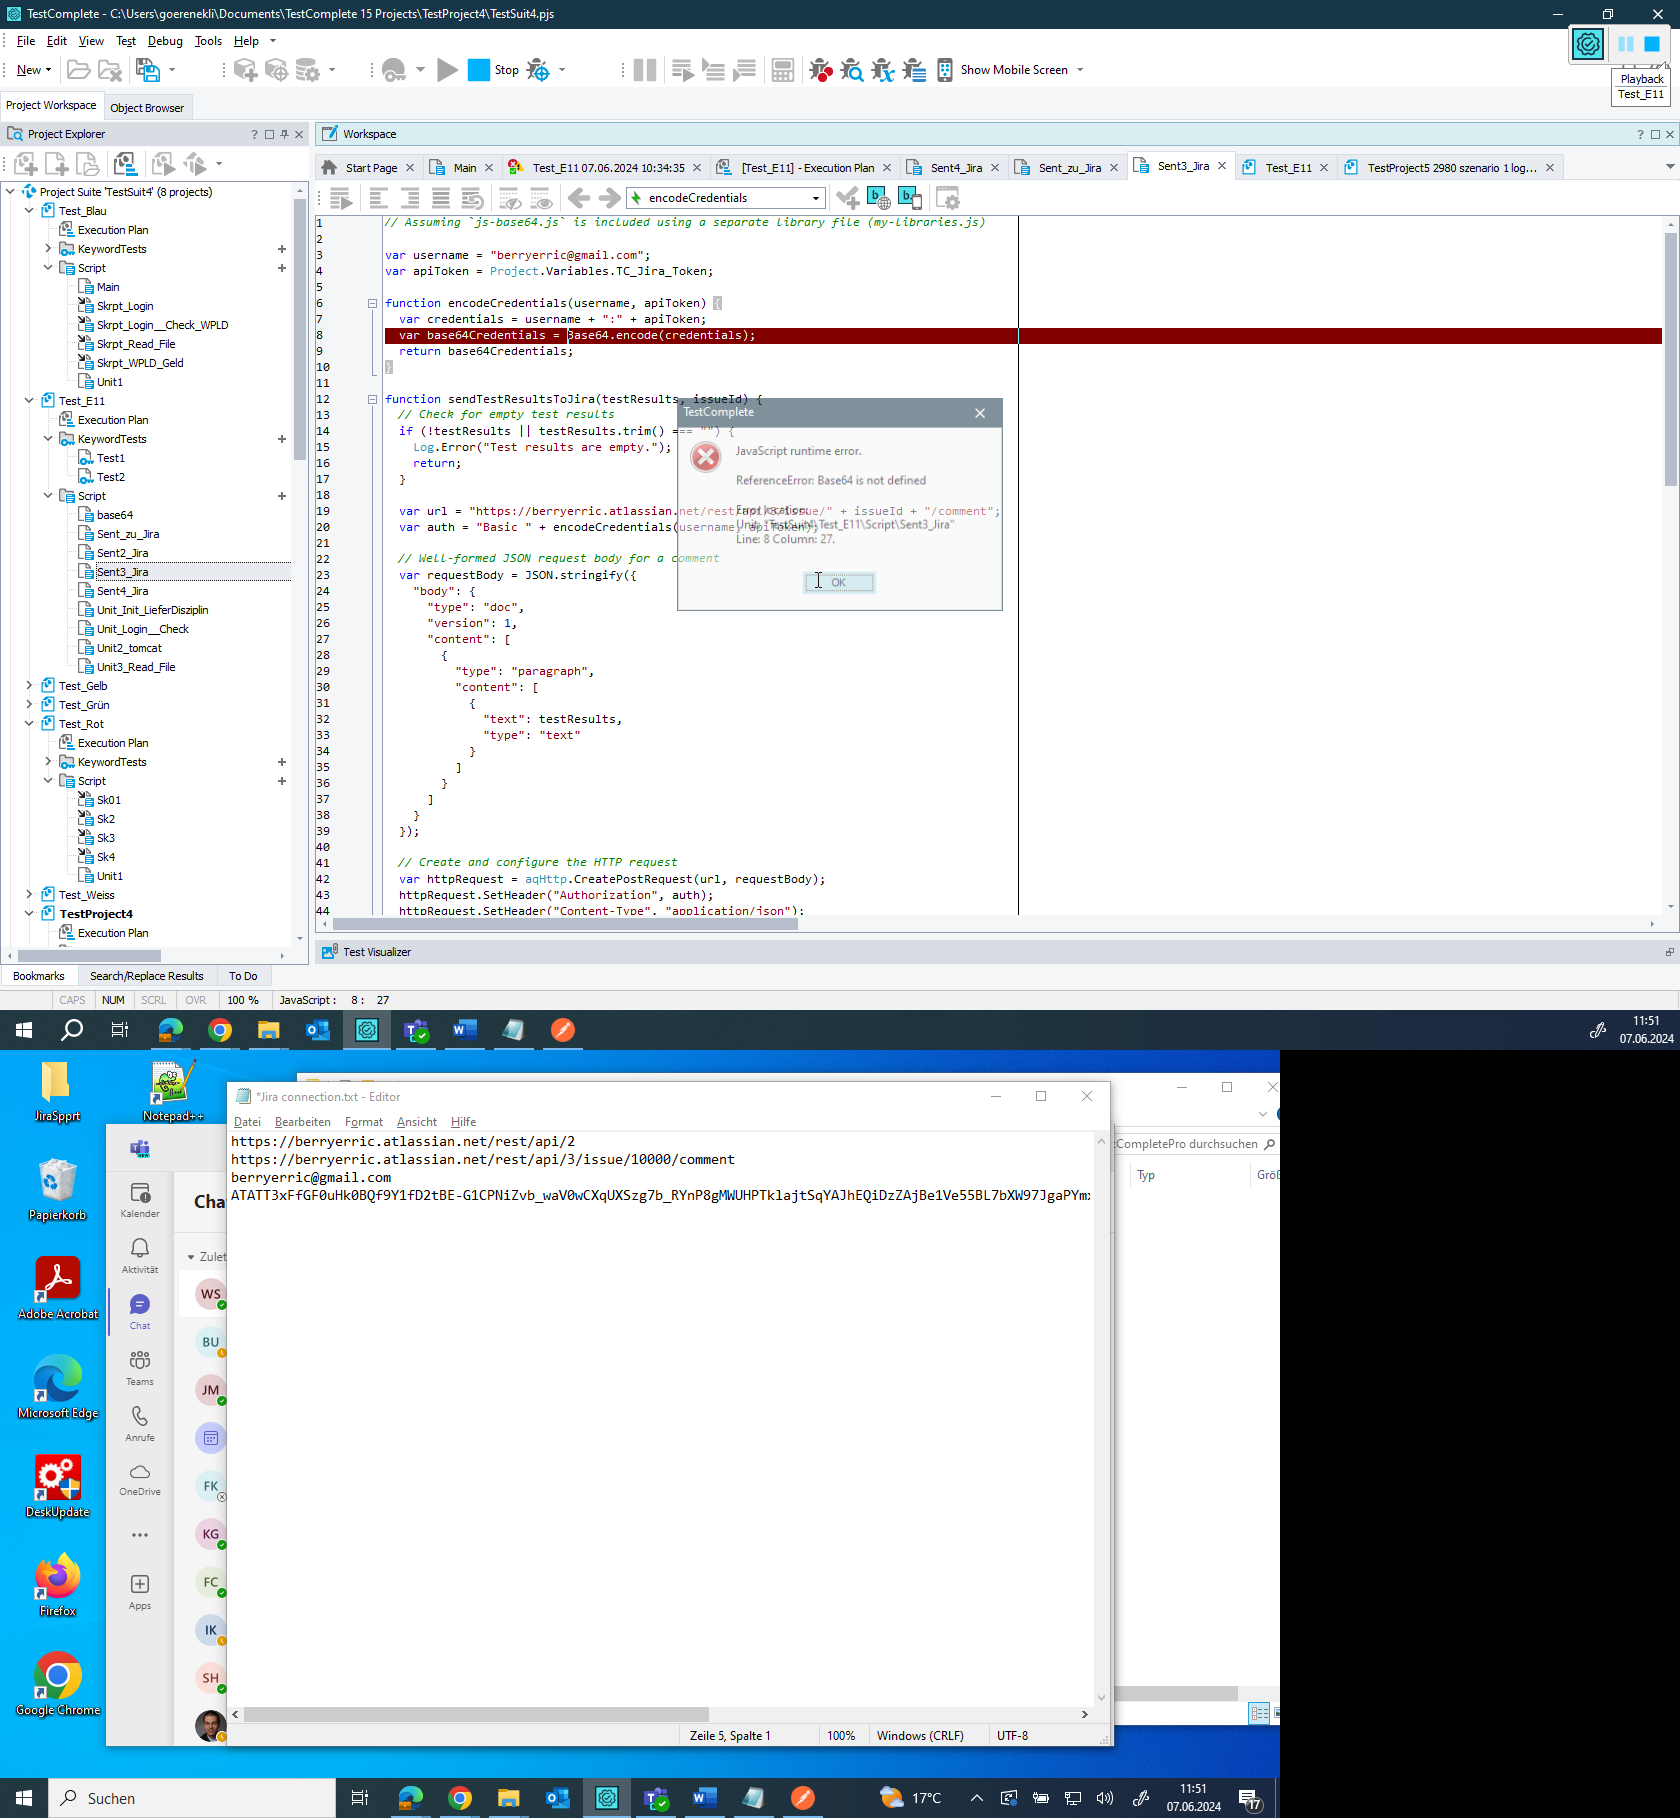 TestComplete - C:\Users\goerenekli\Documents\TestComplete 15 Projects\TestProject4\TestSuit4.pjs
File Edit View Test Debug Tools Help
New Stop Show Mobile Screen
Playback
Test_E11
Project Workspace Object Browser
Project Explorer
Workspace
Start Page Main Test_E11 07.06.2024 10:34:35 [Test_E11] - Execution Plan Sent4_Jira Sent_zu_Jira Sent3_Jira Test_E11 TestProject5 2980 szenario 1 log...
encodeCredentials
Project Suite 'TestSuit4' (8 projects)
Test_Blau
Execution Plan
KeywordTests
Script
Main
Skrpt_Login
Skrpt_Login__Check_WPLD
Skrpt_Read_File
Skrpt_WPLD_Geld
Unit1
Test_E11
Execution Plan
KeywordTests
Test1
Test2
Script
base64
Sent_zu_Jira
Sent2_Jira
Sent3_Jira
Sent4_Jira
Unit_Init_LieferDisziplin
Unit_Login__Check
Unit2_tomcat
Unit3_Read_File
Test_Gelb
Test_Grün
Test_Rot
Execution Plan
KeywordTests
Script
Sk01
Sk2
Sk3
Sk4
Unit1
Test_Weiss
TestProject4
Execution Plan
1 // Assuming `js-base64.js` is included using a separate library file (my-libraries.js)
2
3 var username = "berryerric@gmail.com";
4 var apiToken = Project.Variables.TC_Jira_Token;
5
6 function encodeCredentials(username, apiToken) {
7 var credentials = username + ":" + apiToken;
8 var base64Credentials = Base64.encode(credentials);
9 return base64Credentials;
10 }
11
12 function sendTestResultsToJira(testResults, issueId) {
13 // Check for empty test results
14 if (!testResults || testResults.trim() === "") {
15 Log.Error("Test results are empty.");
16 return;
17 }
18
19 var url = "https://berryerric.atlassian.net/rest/api/3/issue/" + issueId + "/comment";
20 var auth = "Basic " + encodeCredentials(username, apiToken);
21
22 // Well-formed JSON request body for a comment
23 var requestBody = JSON.stringify({
24 "body": {
25 "type": "doc",
26 "version": 1,
27 "content": [
28 {
29 "type": "paragraph",
30 "content": [
31 {
32 "text": testResults,
33 "type": "text"
34 }
35 ]
36 }
37 ]
38 }
39 });
40
41 // Create and configure the HTTP request
42 var httpRequest = aqHttp.CreatePostRequest(url, requestBody);
43 httpRequest.SetHeader("Authorization", auth);
44 httpRequest.SetHeader("Content-Type", "application/json");
TestComplete
JavaScript runtime error.
ReferenceError: Base64 is not defined
Error location:
Unit: "TestSuit4\Test_E11\Script\Sent3_Jira"
Line: 8 Column: 27.
OK
Test Visualizer
Bookmarks Search/Replace Results To Do
CAPS NUM SCRL OVR 100 % JavaScript : 8 : 27
11:51
07.06.2024
JiraSpprt
Notepad++
Papierkorb
Adobe Acrobat
Microsoft Edge
DeskUpdate
Firefox
Google Chrome
NEW
Kalender
Aktivität
Chat
Teams
Anrufe
OneDrive
Apps
Cha
Zulet
WS
BU
JM
FK
KG
FC
IK
SH
*Jira connection.txt - Editor
Datei Bearbeiten Format Ansicht Hilfe
https://berryerric.atlassian.net/rest/api/2
https://berryerric.atlassian.net/rest/api/3/issue/10000/comment
berryerric@gmail.com
ATATT3xFfGF0uHk0BQf9Y1fD2tBE-G1CPNiZvb_waV0wCXqUXSzg7b_RYnP8gMWUHPTklajtSqYAJhEQiDzZAjBe1Ve55BL7bXW97JgaPYm
Zeile 5, Spalte 1 100% Windows (CRLF) UTF-8
CompletePro durchsuchen
Typ Größ
Suchen
17°C
11:51
07.06.2024
17